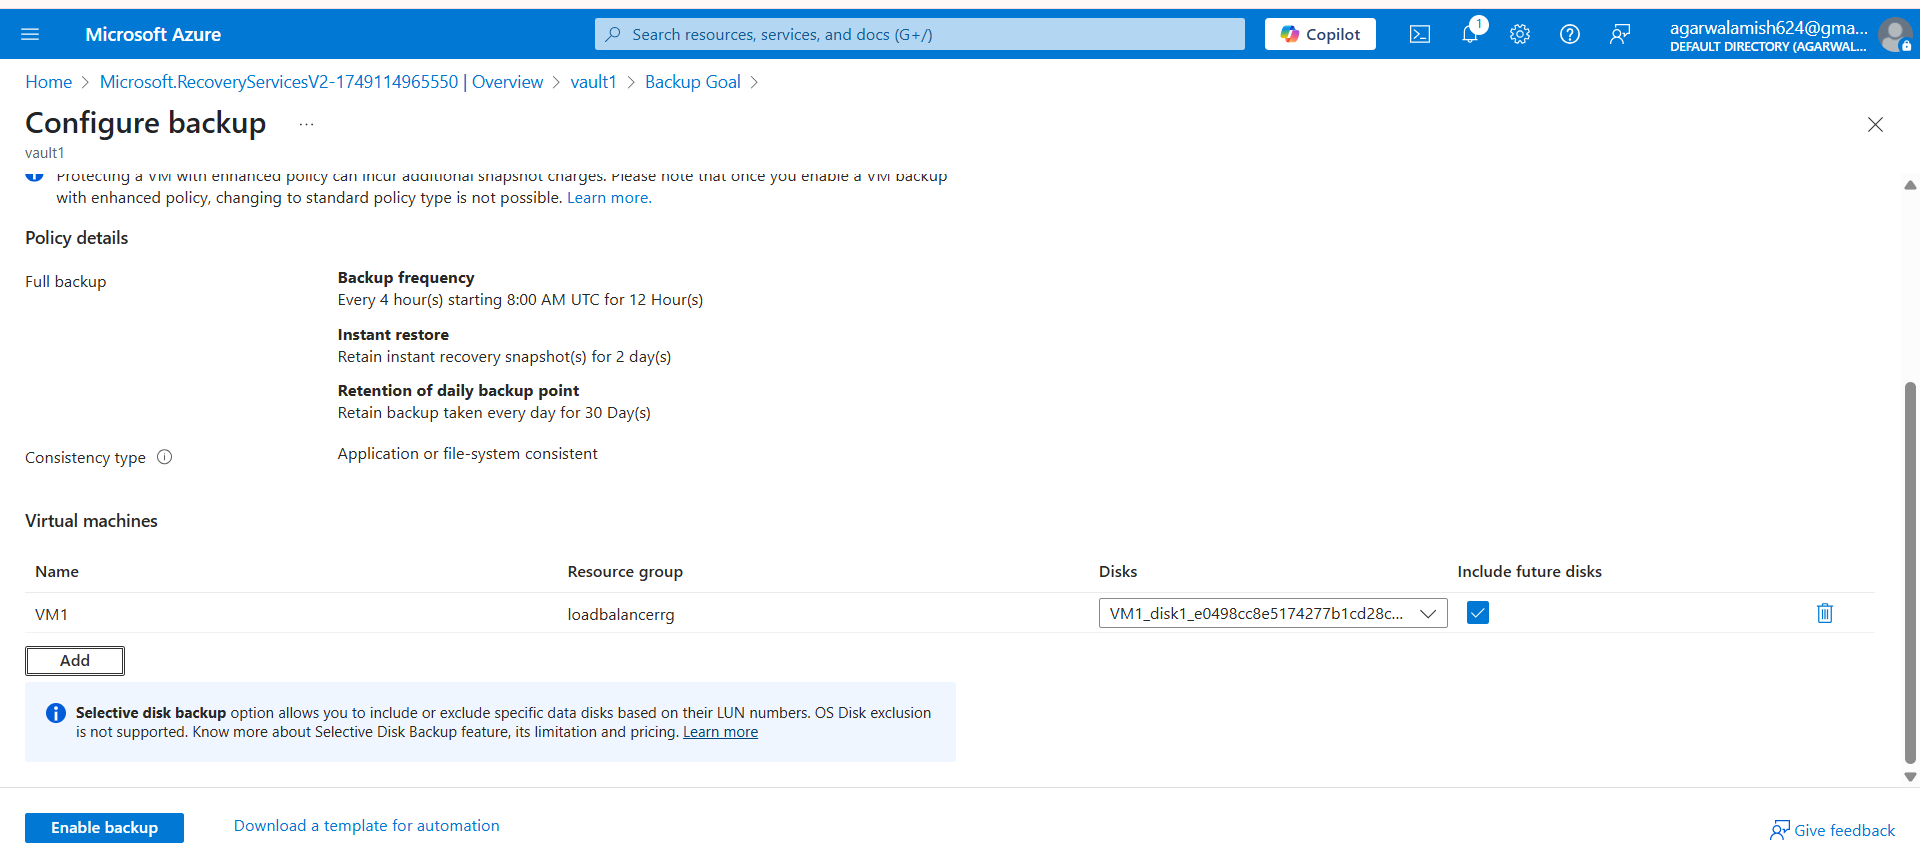 Microsoft Azure
Search resources, services, and docs (G+/)
Copilot
1
agarwalamish624@gma...
DEFAULT DIRECTORY (AGARWAL...
Home > Microsoft.RecoveryServicesV2-1749114965550 | Overview > vault1 > Backup Goal >
Configure backup ...
vault1
Protecting a VM with enhanced policy can incur additional snapshot charges. Please note that once you enable a VM backup
with enhanced policy, changing to standard policy type is not possible. Learn more.
Policy details
Full backup
Backup frequency
Every 4 hour(s) starting 8:00 AM UTC for 12 Hour(s)
Instant restore
Retain instant recovery snapshot(s) for 2 day(s)
Retention of daily backup point
Retain backup taken every day for 30 Day(s)
Consistency type
Application or file-system consistent
Virtual machines
Name Resource group Disks Include future disks
VM1 loadbalancerrg VM1_disk1_e0498cc8e5174277b1cd28c...
Add
Selective disk backup option allows you to include or exclude specific data disks based on their LUN numbers. OS Disk exclusion
is not supported. Know more about Selective Disk Backup feature, its limitation and pricing. Learn more
Enable backup
Download a template for automation
Give feedback